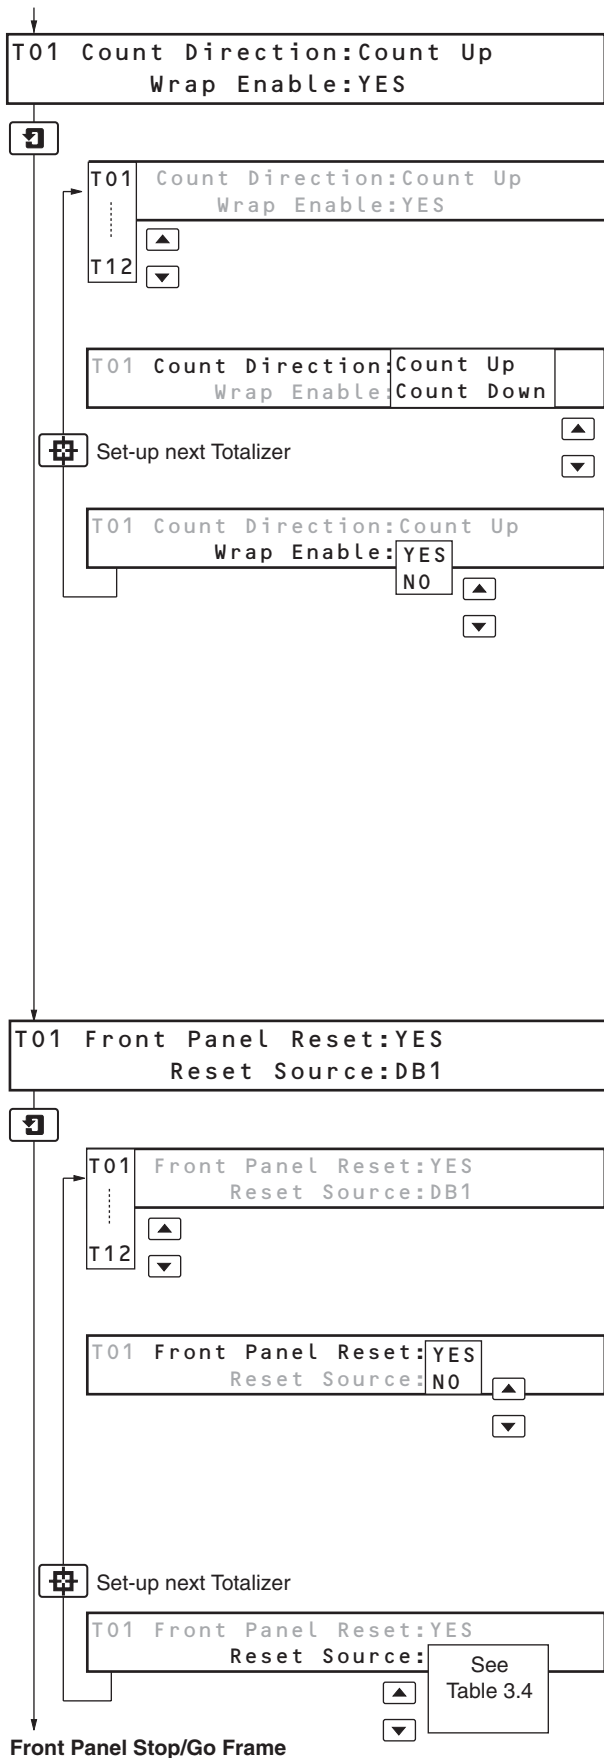 T01 Count Direction:Count Up
Wrap Enable:YES
T01 Count Direction:Count Up
Wrap Enable:YES
T12
T01 Count Direction:Count Up
Wrap Enable:Count Down
Set-up next Totalizer
T01 Count Direction:Count Up
Wrap Enable:YES
NO
T01 Front Panel Reset:YES
Reset Source:DB1
T01 Front Panel Reset:YES
Reset Source:DB1
T12
T01 Front Panel Reset:YES
Reset Source:NO
Set-up next Totalizer
T01 Front Panel Reset:YES
Reset Source:See
Table 3.4
Front Panel Stop/Go Frame